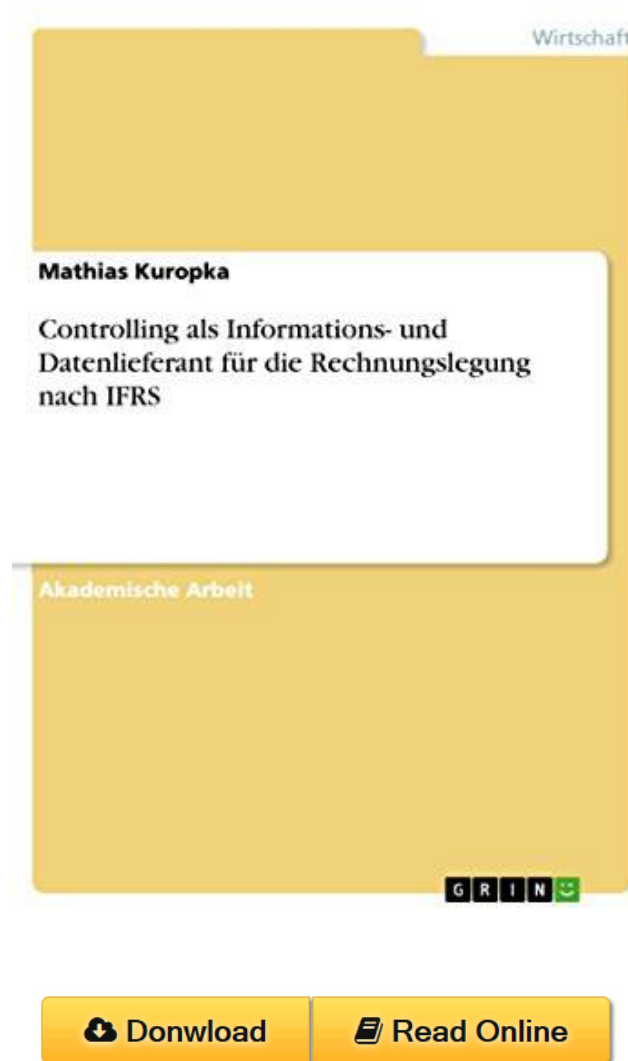 Wirtschaft
Mathias Kuropka
Controlling als Informations- und
Datenlieferant für die Rechnungslegung
nach IFRS
Akademische Arbeit
GRIN
Donwload
Read Online